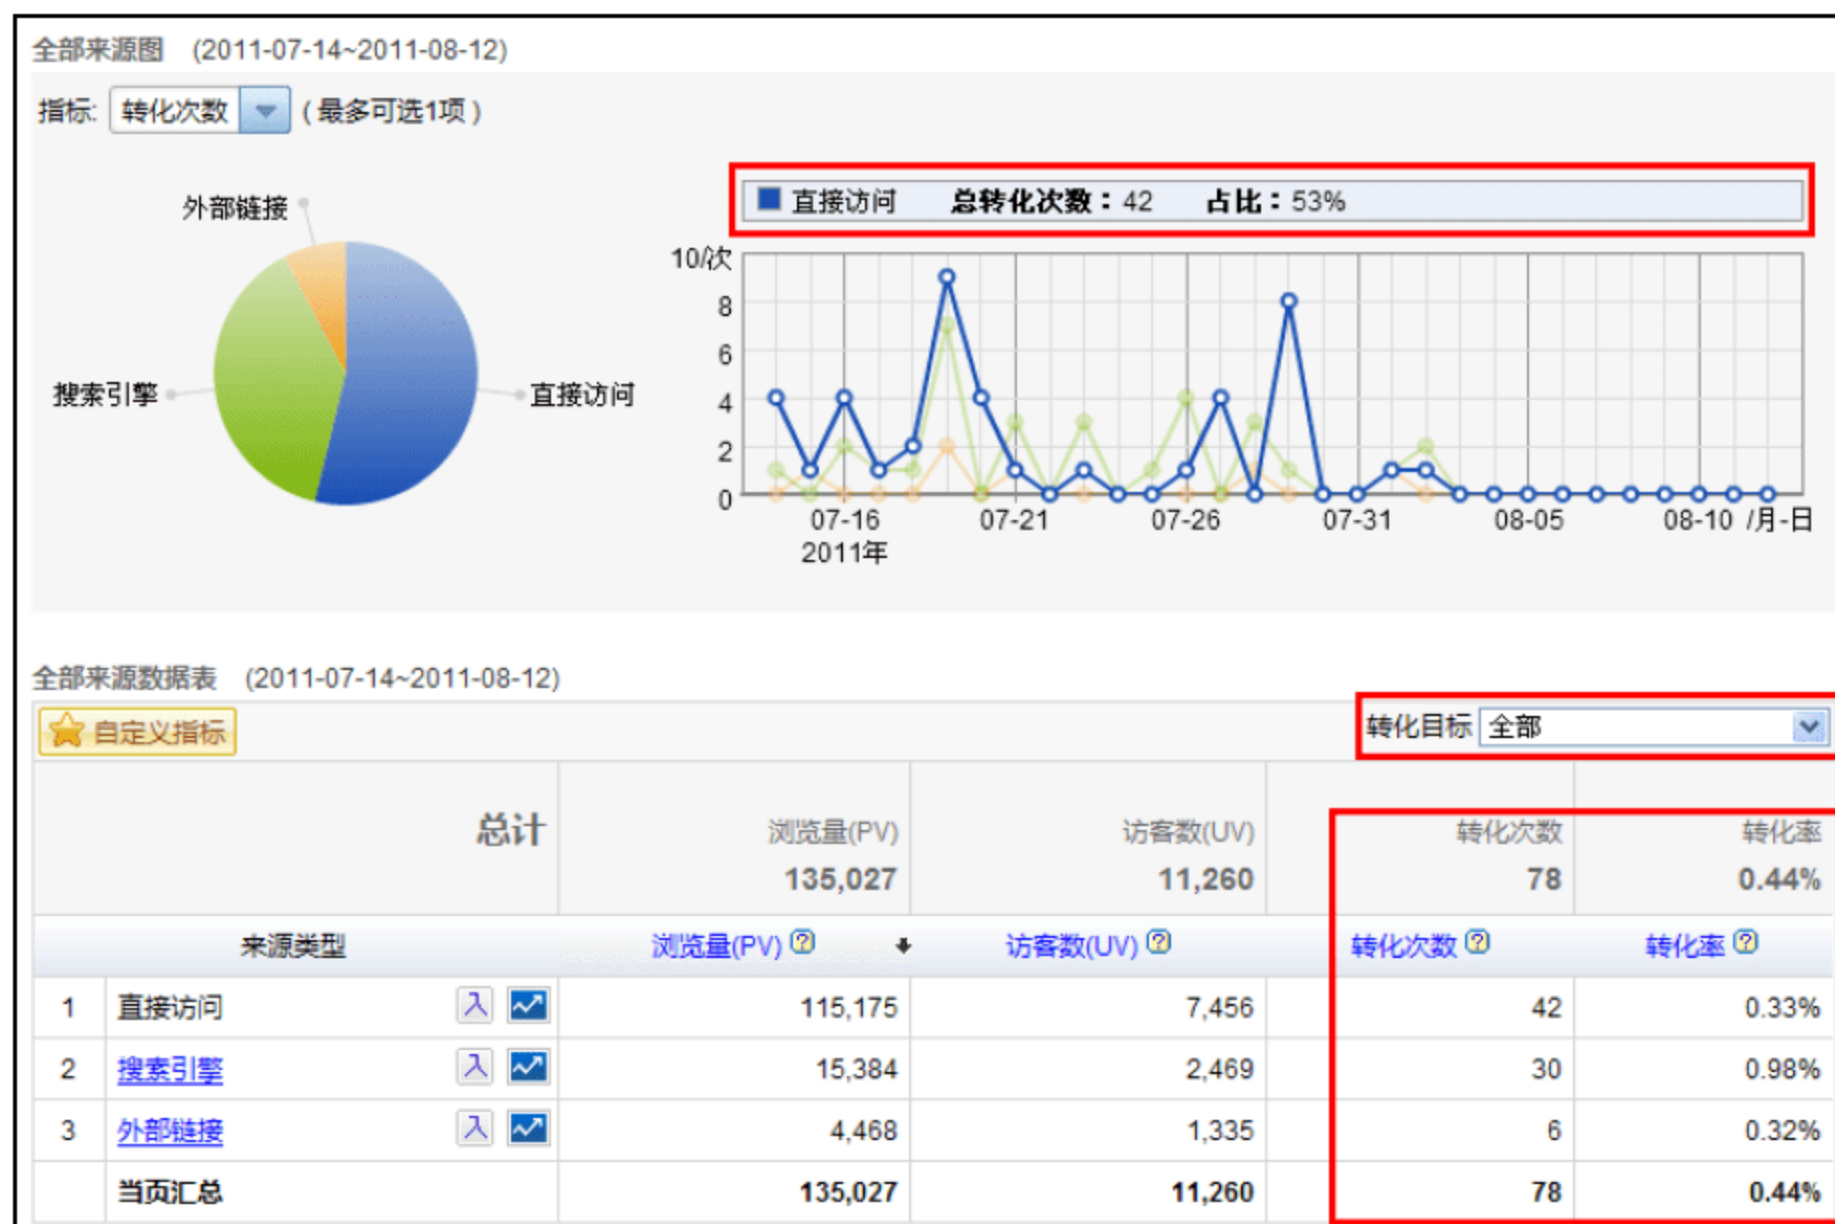 全部来源图 (2011-07-14~2011-08-12)
指标: 转化次数 (最多可选1项)
外部链接
搜索引擎
直接访问
直接访问 总转化次数：42 占比：53%
10/次
8
6
4
2
0
07-16 07-21 07-26 07-31 08-05 08-10 /月-日
2011年
全部来源数据表 (2011-07-14~2011-08-12)
自定义指标 转化目标 全部
总计 浏览量(PV) 访客数(UV) 转化次数 转化率
135,027 11,260 78 0.44%
来源类型 浏览量(PV) 访客数(UV) 转化次数 转化率
1 直接访问 115,175 7,456 42 0.33%
2 搜索引擎 15,384 2,469 30 0.98%
3 外部链接 4,468 1,335 6 0.32%
当页汇总 135,027 11,260 78 0.44%